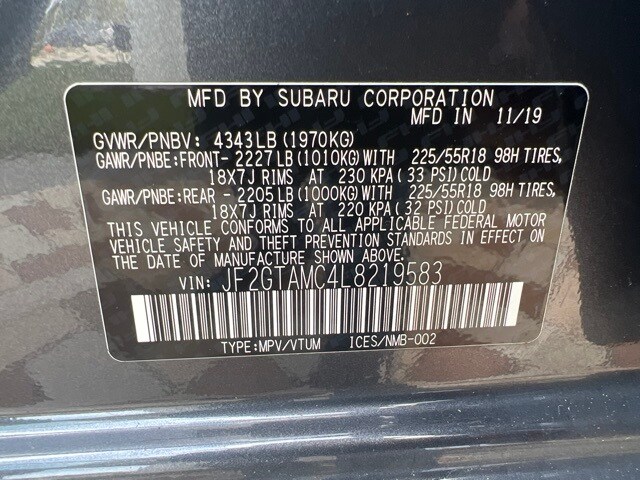 MFD BY SUBARU CORPORATION
MFD IN 11/19
GVWR/PNBV: 4343LB (1970KG)
GAWR/PNBE:FRONT- 2227LB (1010KG) WITH 225/55R18 98H TIRES,
18X7J RIMS AT 230 KPA ( 33 PSI) COLD
GAWR/PNBE:REAR - 2205LB (1000KG) WITH 225/55R18 98H TIRES,
18X7J RIMS AT 220 KPA ( 32 PSI) COLD
THIS VEHICLE CONFORMS TO ALL APPLICABLE FEDERAL MOTOR
VEHICLE SAFETY AND THEFT PREVENTION STANDARDS IN EFFECT ON
THE DATE OF MANUFACTURE SHOWN ABOVE.
VIN: JF2GTAMC4L8219583
TYPE:MPV/VTUM ICES/NMB-002